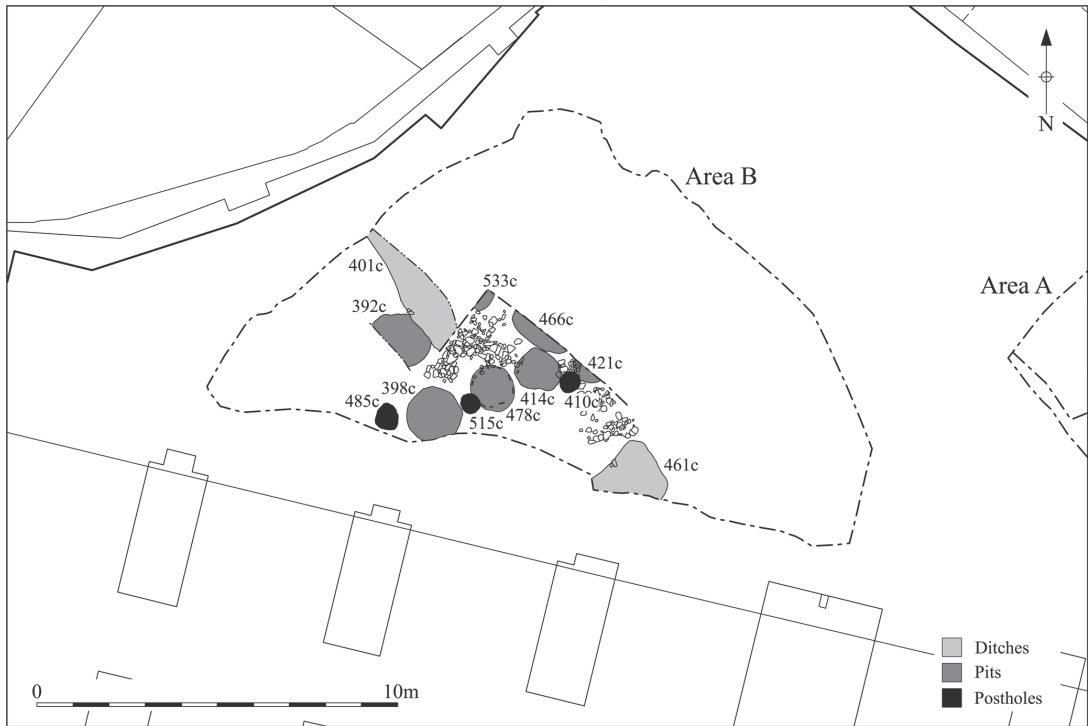 N
Area B
Area A
401c
533c
392c
466c
421c
398c
485c
414c
410c
478c
515c
461c
Ditches
Pits
Postholes
0
10m